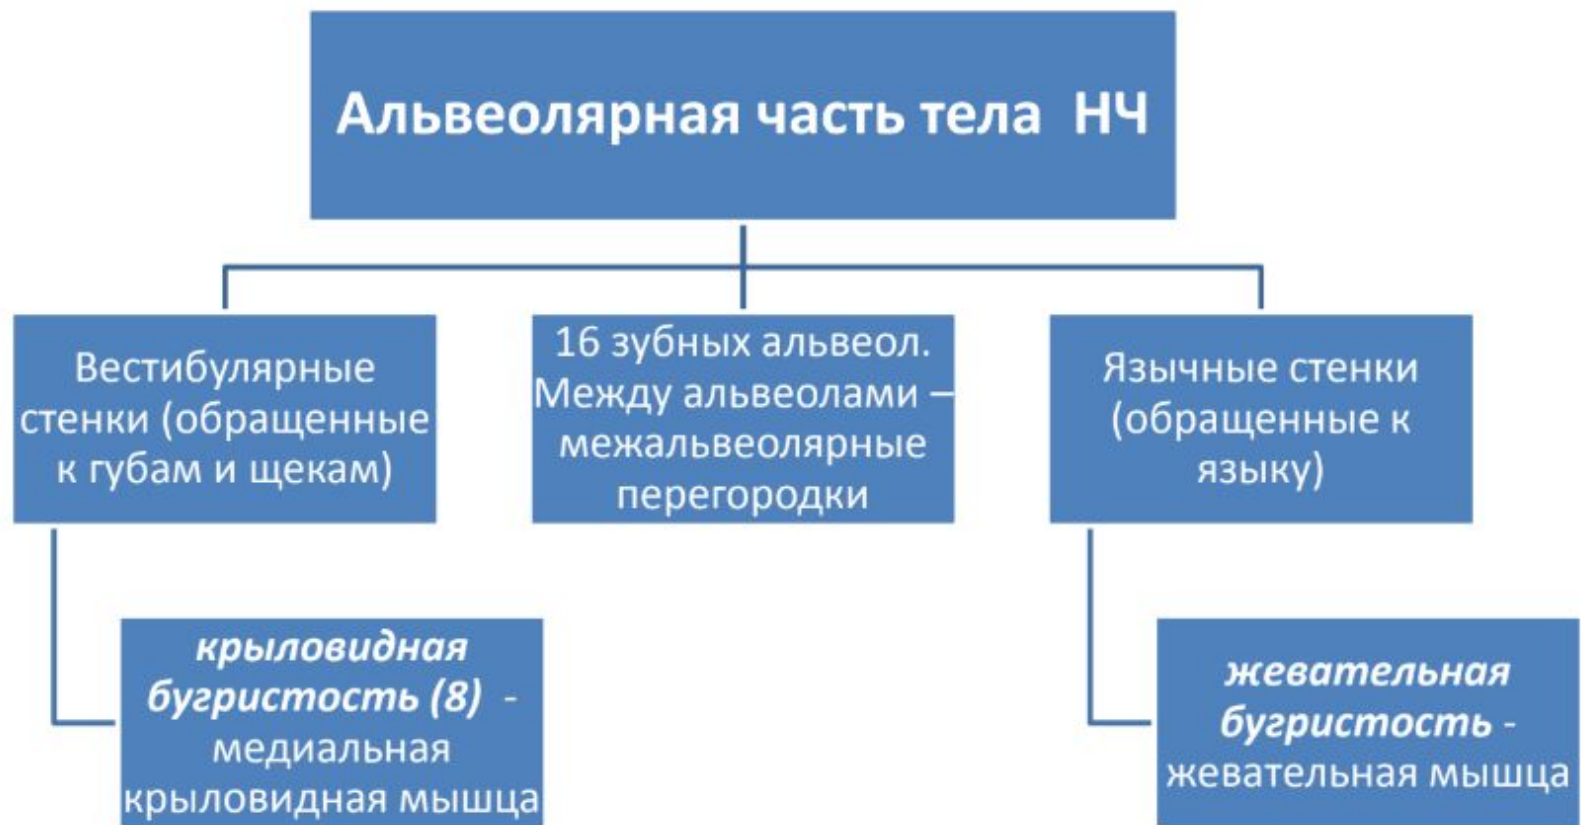 Альвеолярная часть тела НЧ
Вестибулярные
стенки (обращенные
к губам и щекам)
16 зубных альвеол.
Между альвеолами –
межальвеолярные
перегородки
Язычные стенки
(обращенные к
языку)
крыловидная
бугристость (8) -
медиальная
крыловидная мышца
жевательная
бугристость -
жевательная мышца